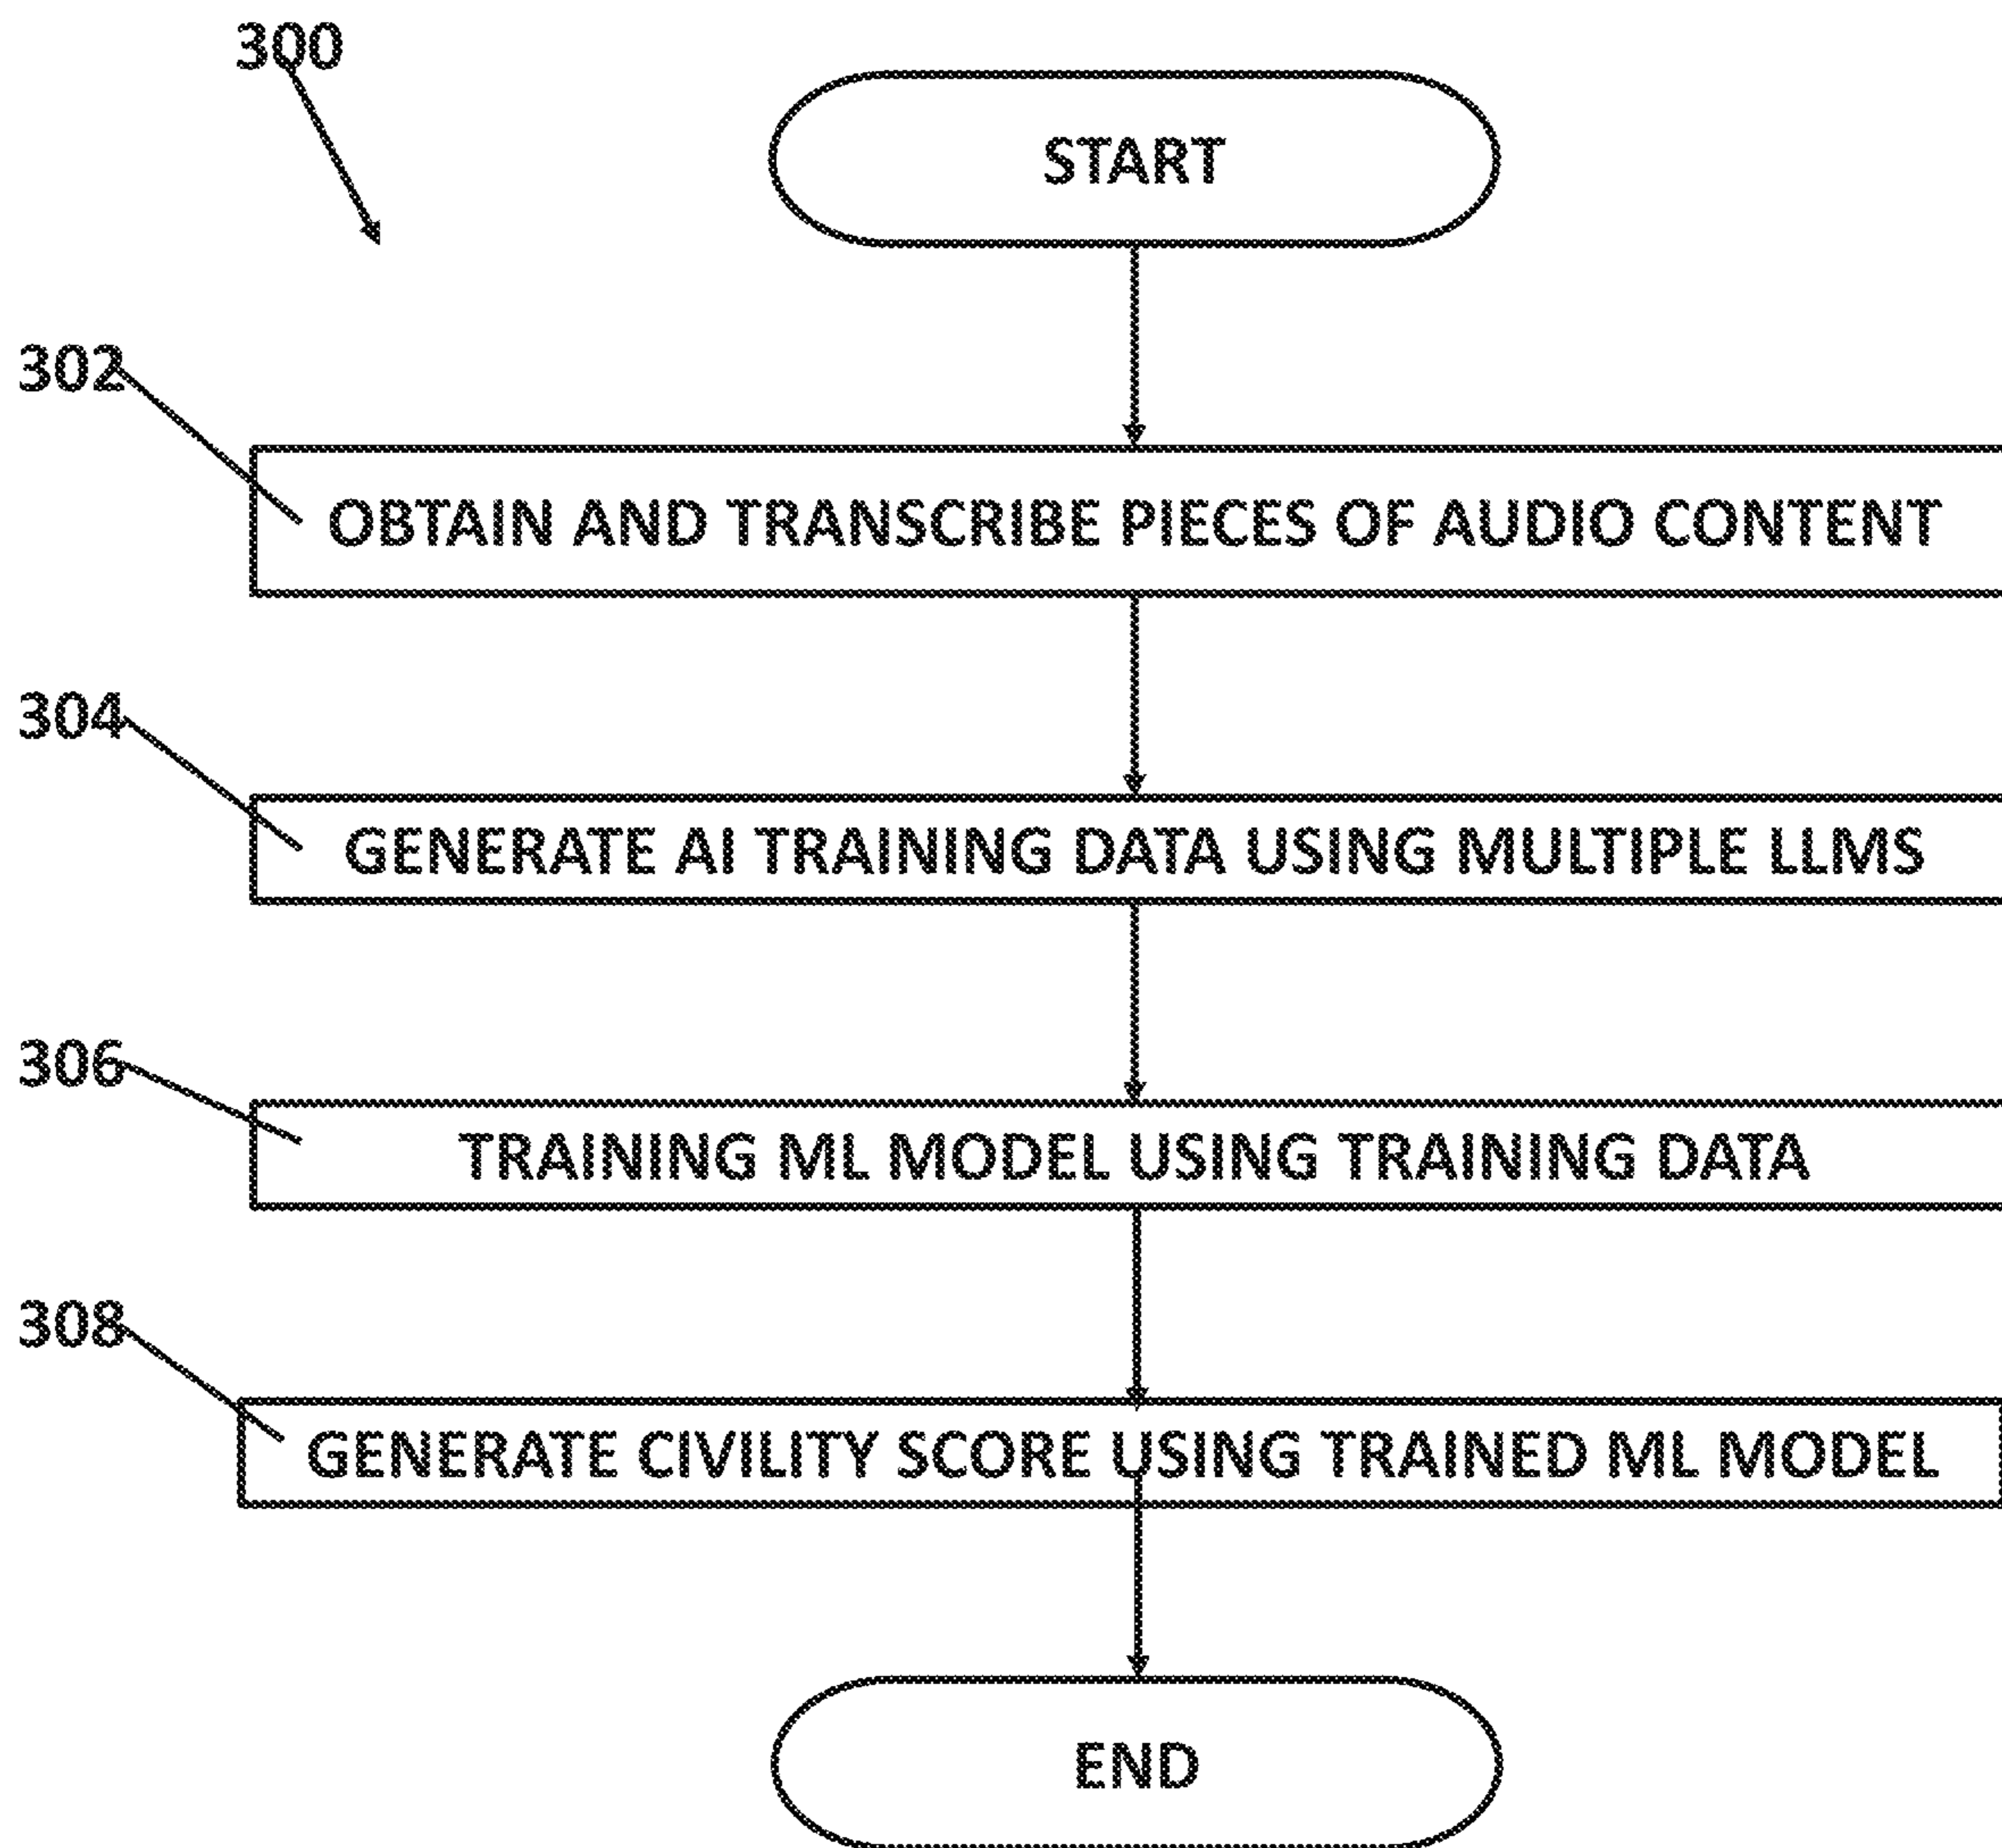 300
START
302
OBTAIN AND TRANSCRIBE PIECES OF AUDIO CONTENT
304
GENERATE AI TRAINING DATA USING MULTIPLE LLMS
306
TRAINING ML MODEL USING TRAINING DATA
308
GENERATE CIVILITY SCORE USING TRAINED ML MODEL
END